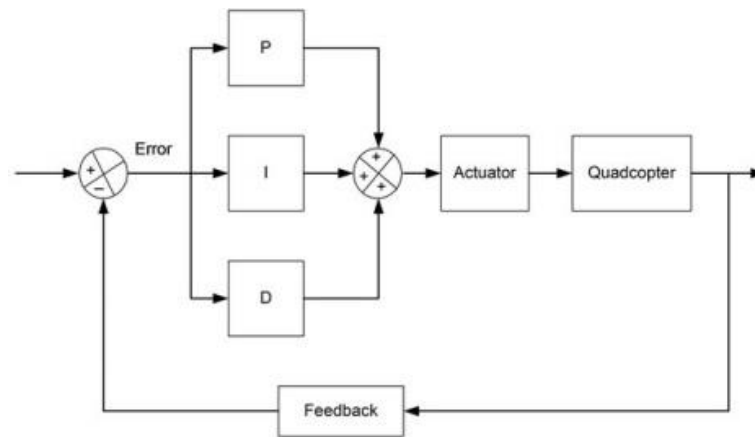 P
Error
+
−
I
+
+
+
Actuator
Quadcopter
D
Feedback